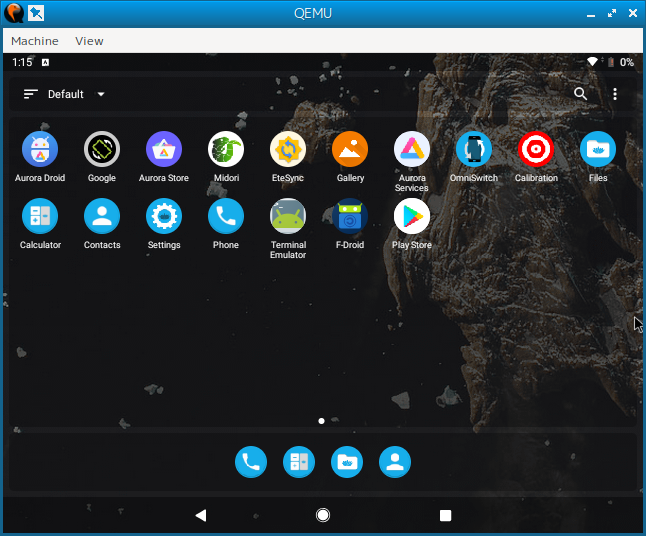 QEMU
Machine View
1:15 A 0%
Default
Aurora Droid Google Aurora Store Midori EteSync Gallery Aurora Services OmniSwitch Calibration Files
Calculator Contacts Settings Phone Terminal Emulator F-Droid Play Store